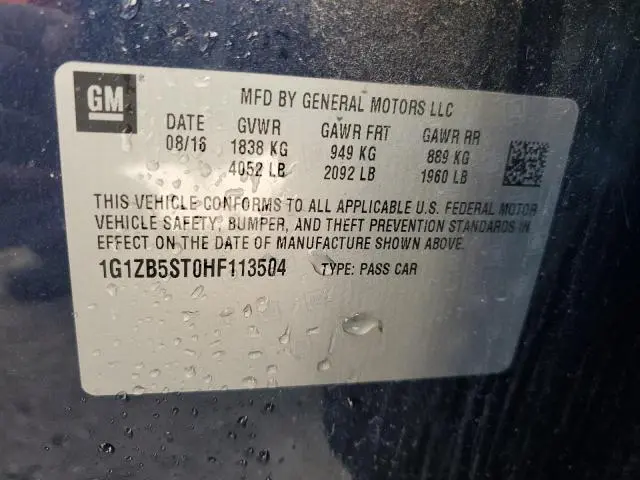 GM
MFD BY GENERAL MOTORS LLC
DATE GVWR GAWR FRT GAWR RR
08/16 1838 KG 949 KG 889 KG
4052 LB 2092 LB 1960 LB
THIS VEHICLE CONFORMS TO ALL APPLICABLE U.S. FEDERAL MOTOR
VEHICLE SAFETY, BUMPER, AND THEFT PREVENTION STANDARDS IN
EFFECT ON THE DATE OF MANUFACTURE SHOWN ABOVE.
1G1ZB5ST0HF113504 TYPE: PASS CAR